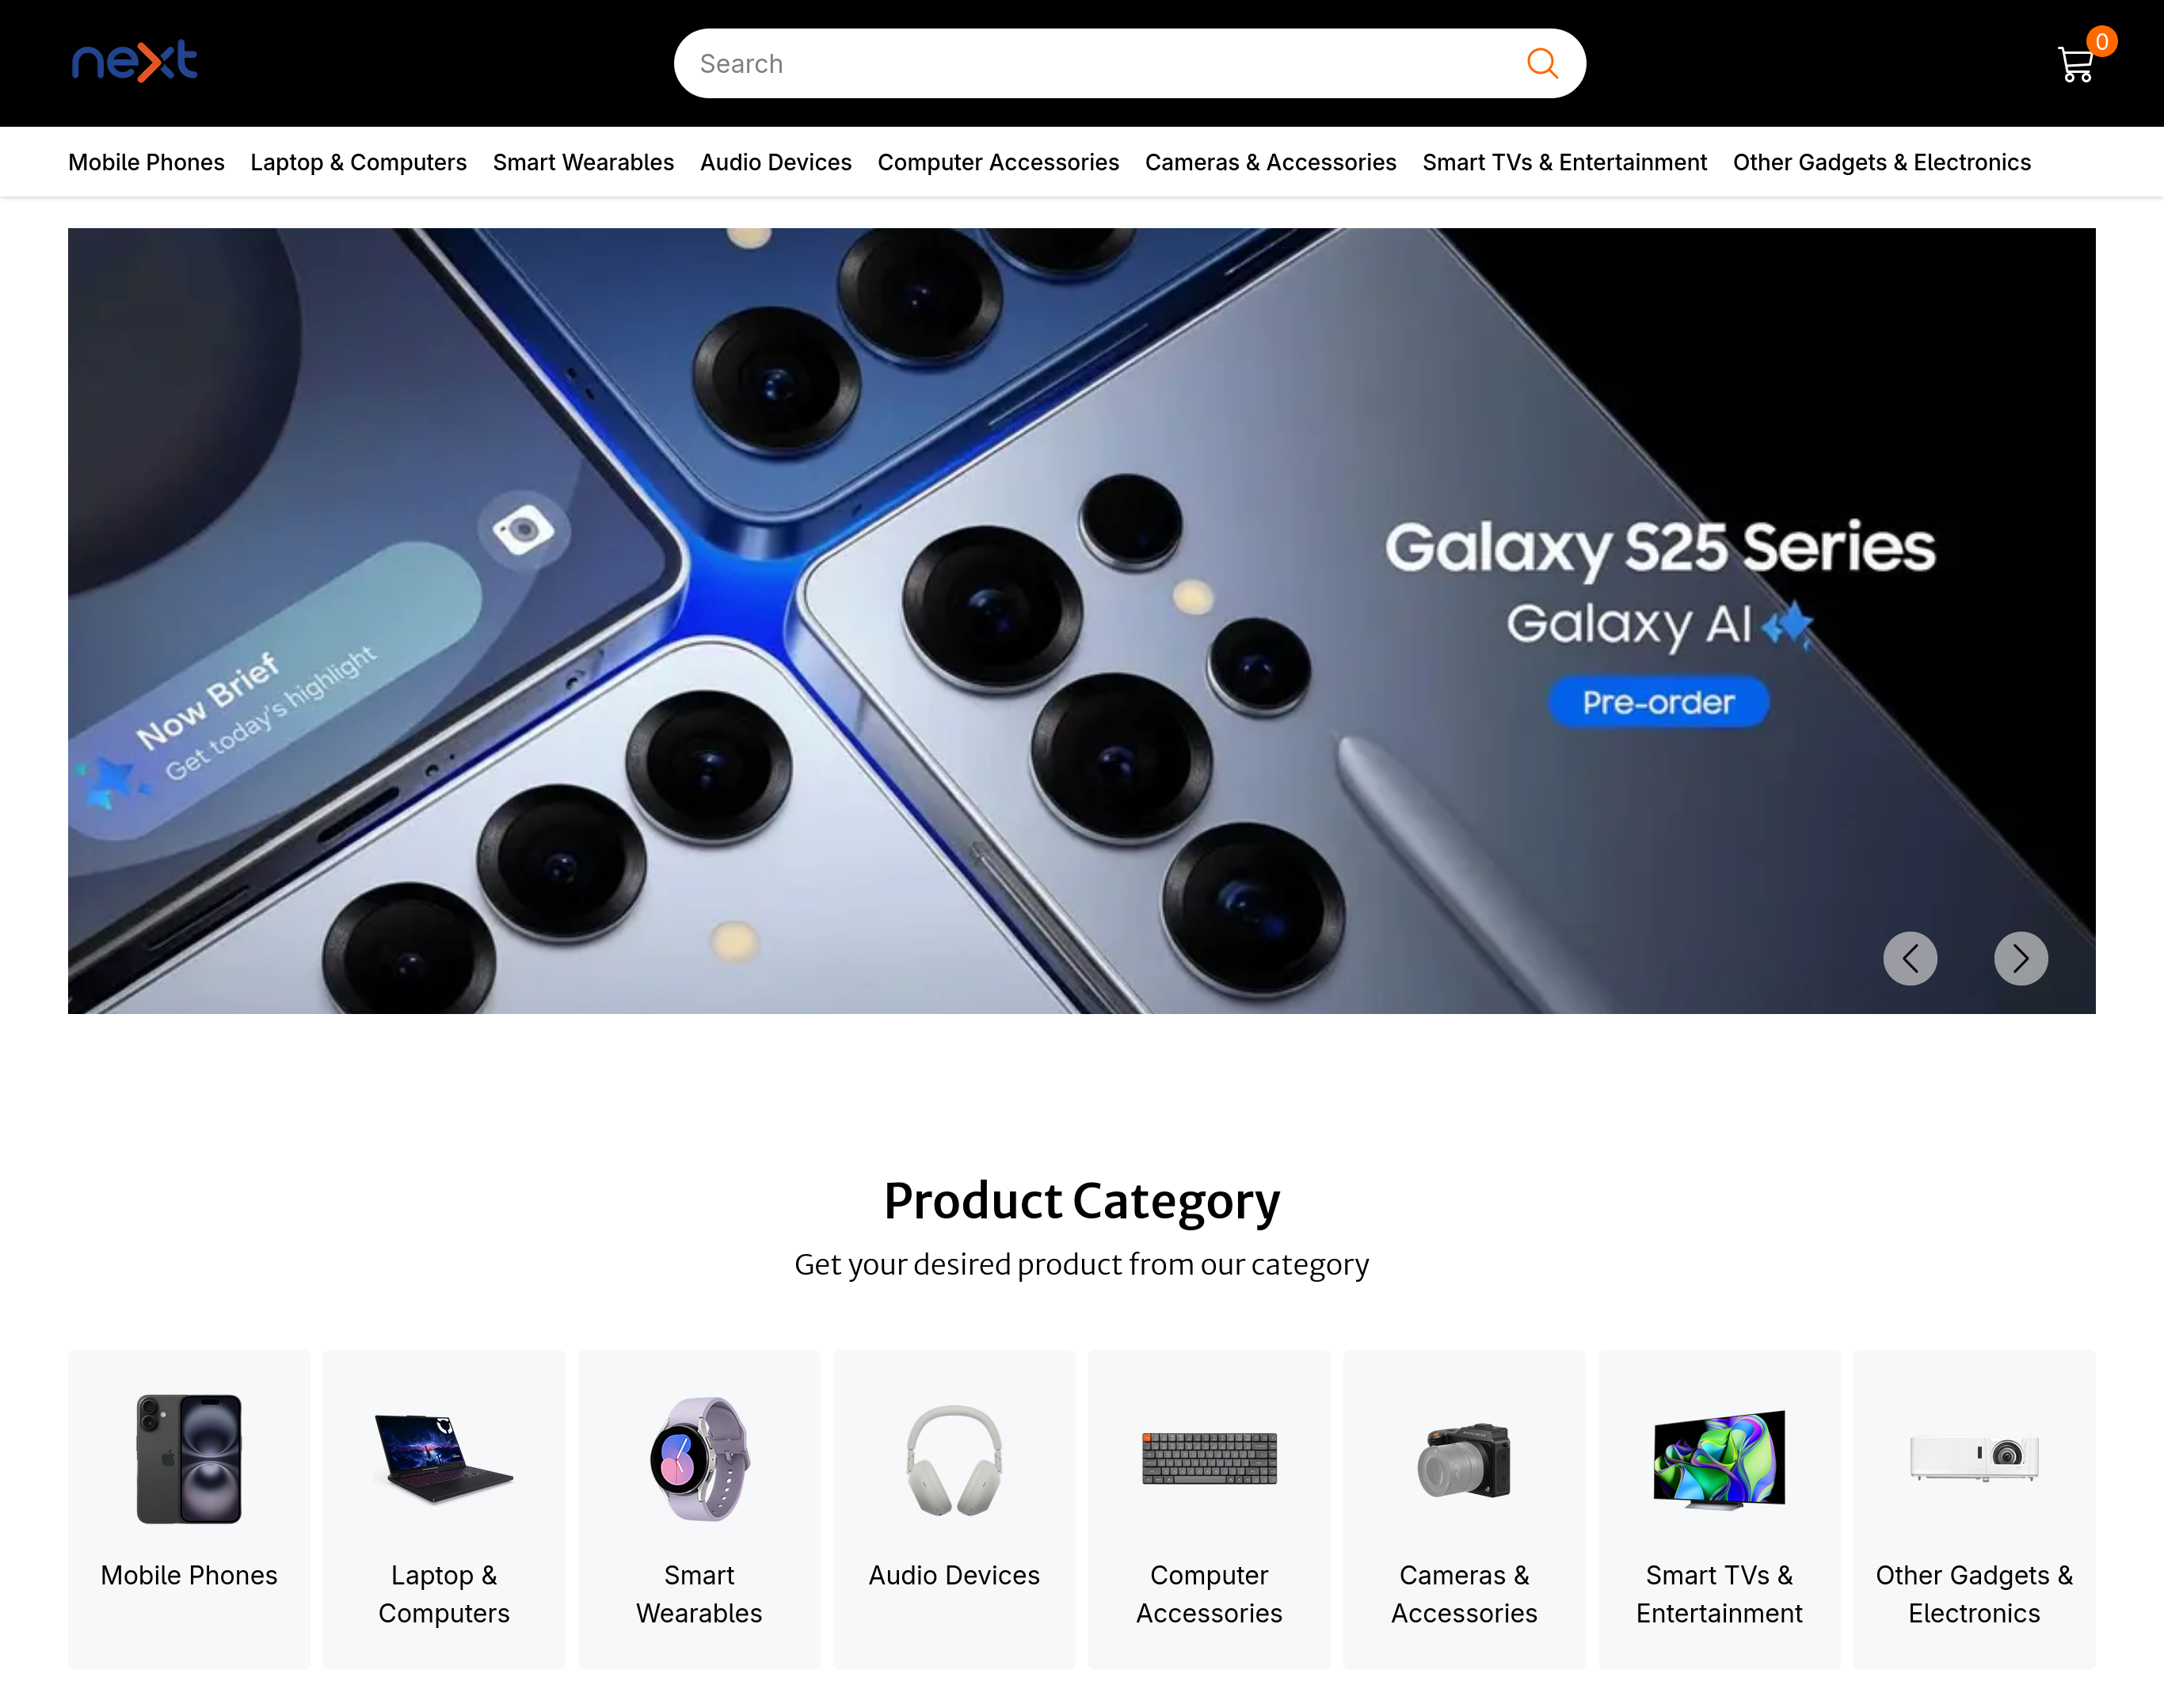 next
Search
0
Mobile Phones Laptop & Computers Smart Wearables Audio Devices Computer Accessories Cameras & Accessories Smart TVs & Entertainment Other Gadgets & Electronics
Galaxy S25 Series
Galaxy AI
Pre-order
Now Brief
Get today's highlight
Product Category
Get your desired product from our category
Mobile Phones
Laptop &
Computers
Smart
Wearables
Audio Devices
Computer
Accessories
Cameras &
Accessories
Smart TVs &
Entertainment
Other Gadgets &
Electronics